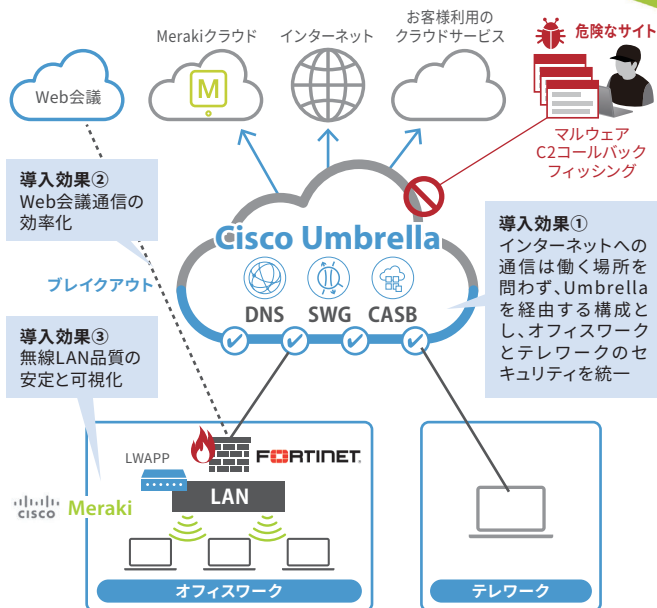 お客様利用の
クラウドサービス
Merakiクラウド
インターネット
危険なサイト
Web会議
M
マルウェア
C2コールバック
フィッシング
導入効果②
Web会議通信の
効率化
Cisco Umbrella
DNS SWG CASB
導入効果①
インターネットへの
通信は働く場所を
問わず、Umbrella
を経由する構成と
し、オフィスワーク
とテレワークのセ
キュリティを統一
ブレイクアウト
導入効果③
無線LAN品質の
安定と可視化
LWAPP
FORTINET
LAN
CISCO Meraki
オフィスワーク
テレワーク